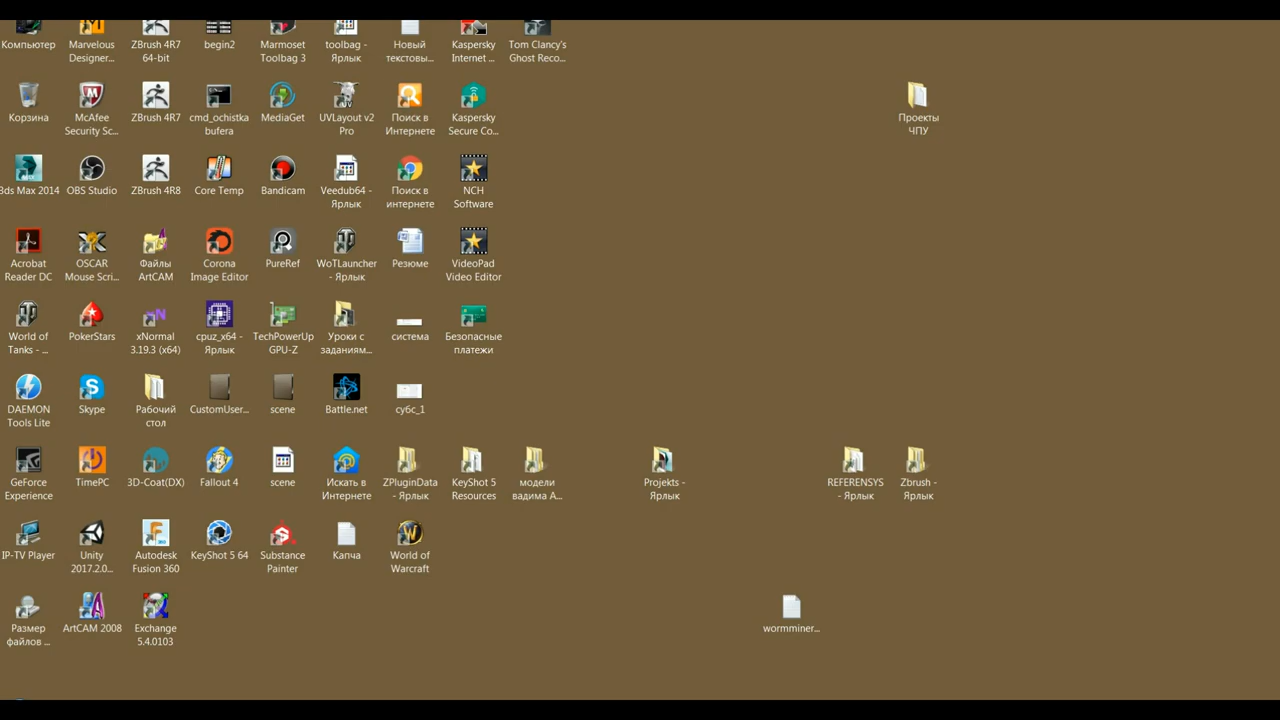 Компьютер
Marvelous
Designer...
ZBrush 4R7
64-bit
begin2
Marmoset
Toolbag 3
toolbag -
Ярлык
Новый
текстовы...
Kaspersky
Internet ...
Tom Clancy's
Ghost Reco...
Корзина
McAfee
Security Sc...
ZBrush 4R7
cmd_ochistka
bufera
MediaGet
UVLayout v2
Pro
Поиск в
Интернете
Kaspersky
Secure Co...
Проекты
ЧПУ
3ds Max 2014
OBS Studio
ZBrush 4R8
Core Temp
Bandicam
Veedub64 -
Ярлык
Поиск в
интернете
NCH
Software
Acrobat
Reader DC
OSCAR
Mouse Scri...
Файлы
ArtCAM
Corona
Image Editor
PureRef
WoTLauncher
- Ярлык
Резюме
VideoPad
Video Editor
World of
Tanks - ...
PokerStars
xNormal
3.19.3 (x64)
cpuz_x64 -
Ярлык
TechPowerUp
GPU-Z
Уроки с
заданиям...
система
Безопасные
платежи
DAEMON
Tools Lite
Skype
Рабочий
стол
CustomUser...
scene
Battle.net
субс_1
GeForce
Experience
TimePC
3D-Coat(DX)
Fallout 4
scene
Искать в
Интернете
ZPluginData
- Ярлык
KeyShot 5
Resources
модели
вадима А...
Projekts -
Ярлык
REFERENSYS
- Ярлык
Zbrush -
Ярлык
IP-TV Player
Unity
2017.2.0...
Autodesk
Fusion 360
KeyShot 5 64
Substance
Painter
Капча
World of
Warcraft
Размер
файлов ...
ArtCAM 2008
Exchange
5.4.0103
wormminer...